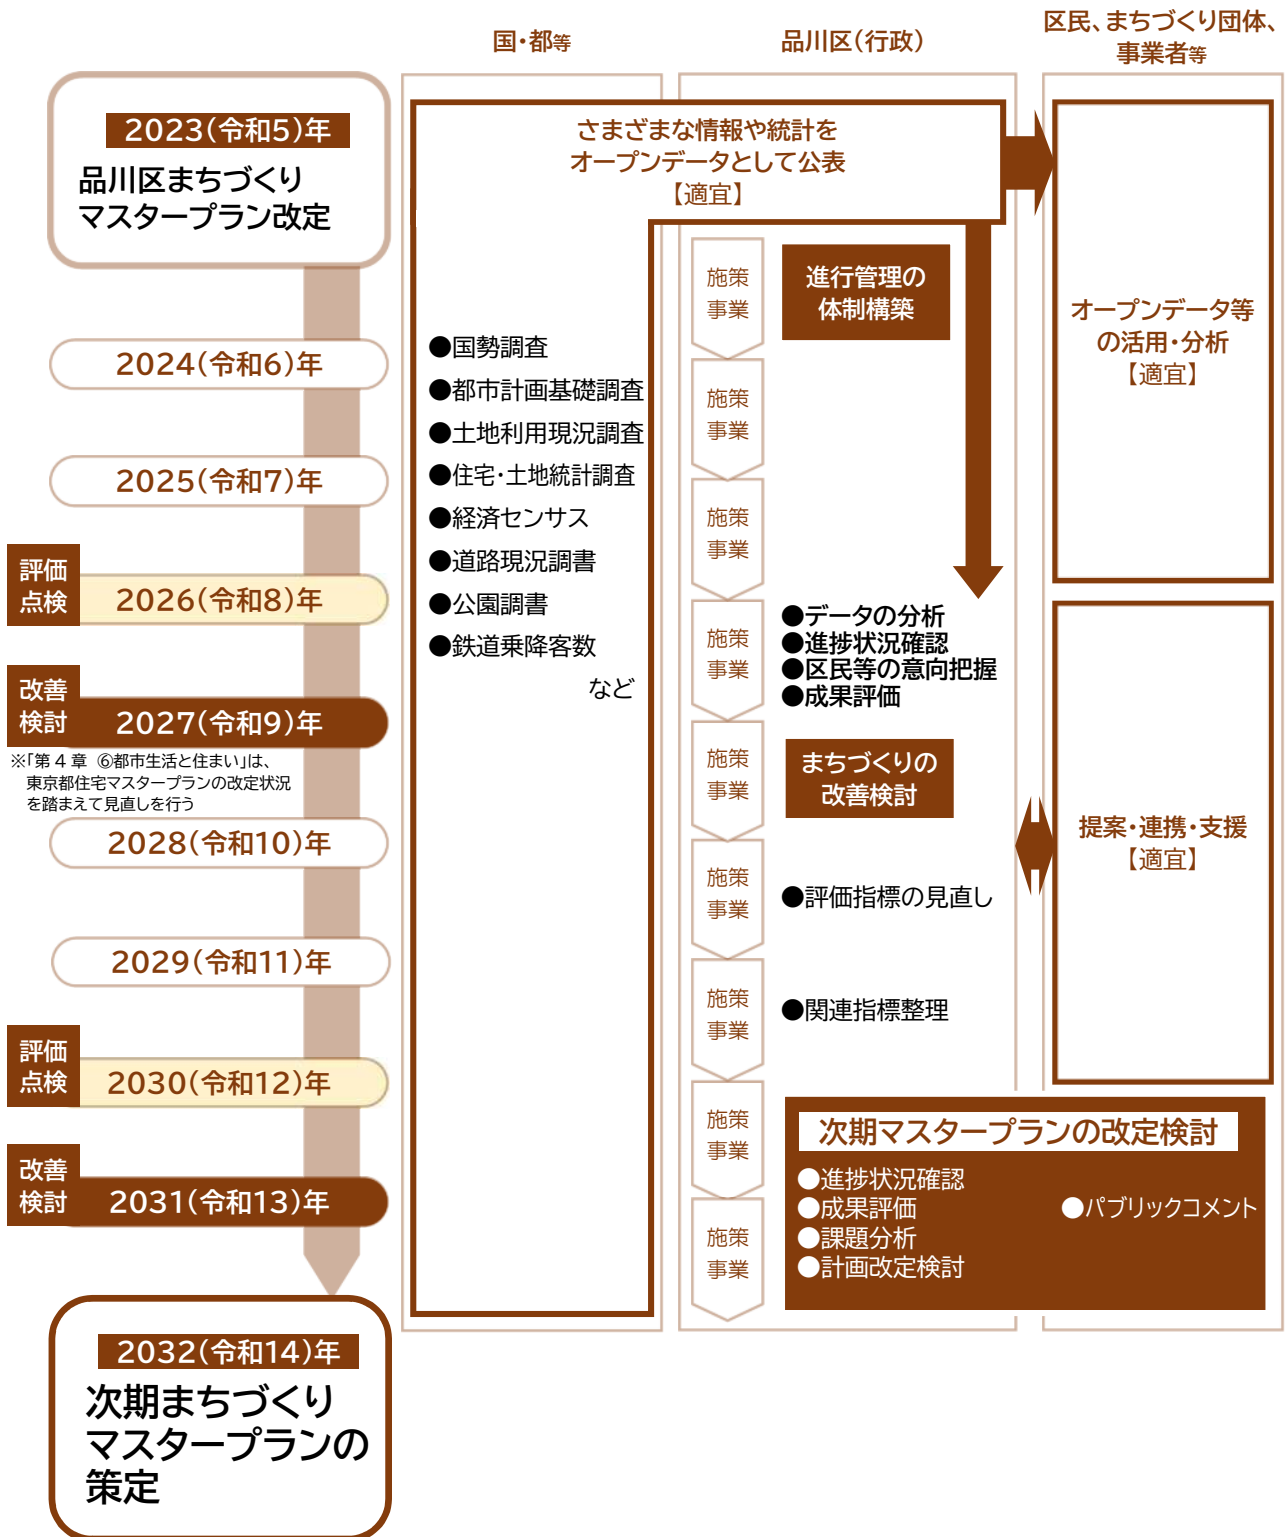 国・都等
品川区(行政)
区民、まちづくり団体、
事業者等
2023(令和5)年
品川区まちづくり
マスタープラン改定
2024(令和6)年
2025(令和7)年
評価
点検
2026(令和8)年
改善
検討
2027(令和9)年
※「第4章 ⑥都市生活と住まい」は、
東京都住宅マスタープランの改定状況
を踏まえて見直しを行う
2028(令和10)年
2029(令和11)年
評価
点検
2030(令和12)年
改善
検討
2031(令和13)年
2032(令和14)年
次期まちづくり
マスタープランの
策定
さまざまな情報や統計を
オープンデータとして公表
【適宜】
●国勢調査
●都市計画基礎調査
●土地利用現況調査
●住宅・土地統計調査
●経済センサス
●道路現況調書
●公園調書
●鉄道乗降客数
など
施策
事業
施策
事業
施策
事業
施策
事業
施策
事業
施策
事業
施策
事業
施策
事業
施策
事業
進行管理の
体制構築
●データの分析
●進捗状況確認
●区民等の意向把握
●成果評価
まちづくりの
改善検討
●評価指標の見直し
●関連指標整理
次期マスタープランの改定検討
●進捗状況確認
●成果評価
●課題分析
●計画改定検討
●パブリックコメント
オープンデータ等
の活用・分析
【適宜】
提案・連携・支援
【適宜】